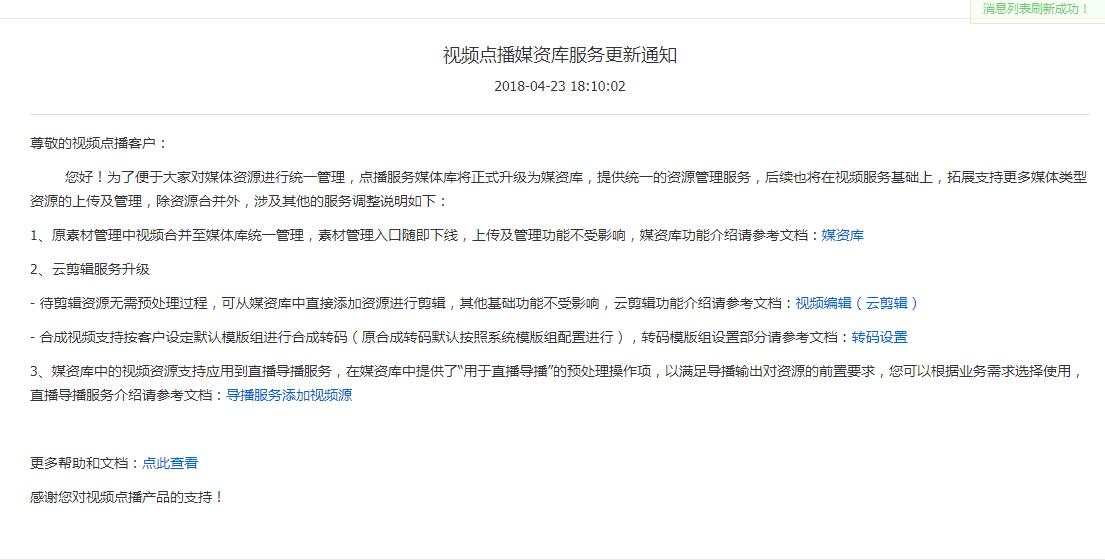 消息列表刷新成功！
视频点播媒资库服务更新通知
2018-04-23 18:10:02
尊敬的视频点播客户：
您好！为了便于大家对媒体资源进行统一管理，点播服务媒体库将正式升级为媒资库，提供统一的资源管理服务，后续也将在视频服务基础上，拓展支持更多媒体类型
资源的上传及管理，除资源合并外，涉及其他的服务调整说明如下：
1、原素材管理中视频合并至媒体库统一管理，素材管理入口随即下线，上传及管理功能不受影响，媒资库功能介绍请参考文档：媒资库
2、云剪辑服务升级
- 待剪辑资源无需预处理过程，可从媒资库中直接添加资源进行剪辑，其他基础功能不受影响，云剪辑功能介绍请参考文档：视频编辑（云剪辑）
- 合成视频支持按客户设定默认模版组进行合成转码（原合成转码默认按照系统模版组配置进行），转码模版组设置部分请参考文档：转码设置
3、媒资库中的视频资源支持应用到直播导播服务，在媒资库中提供了“用于直播导播”的预处理操作项，以满足导播输出对资源的前置要求，您可以根据业务需求选择使用，
直播导播服务介绍请参考文档：导播服务添加视频源
更多帮助和文档：点此查看
感谢您对视频点播产品的支持！